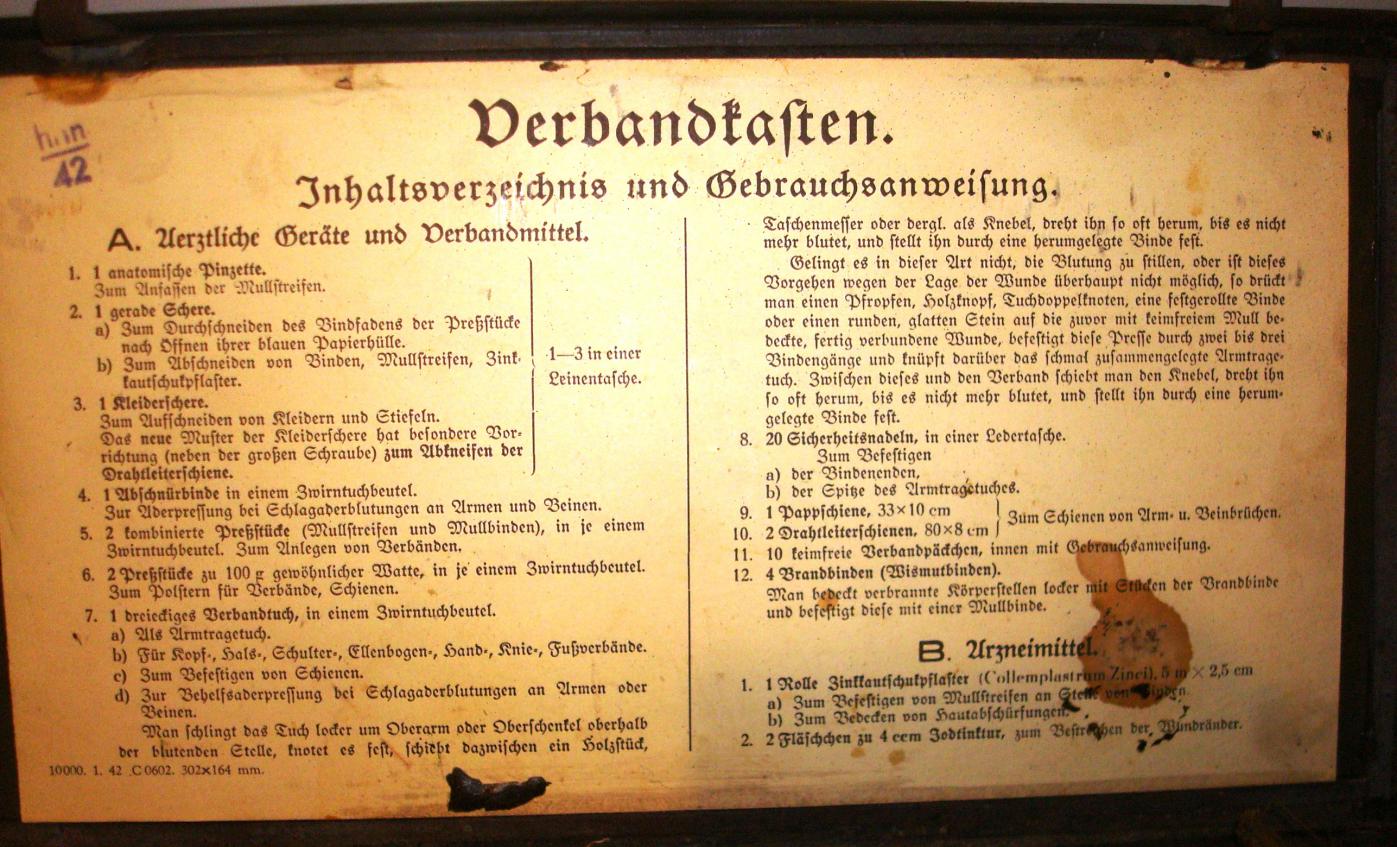 Verbandkasten.
Inhaltsverzeichnis und Gebrauchsanweisung.
42
A. Aerztliche Geräte und Verbandmittel.
1. 1 anatomische Pinzette.
Zum Anfassen der Mullstreifen.
2. 1 gerade Schere.
a) Zum Durchschneiden des Bindfadens der Preßstücke
nach Öffnen ihrer blauen Papierhülle.
b) Zum Abschneiden von Binden, Mullstreifen, Zink-
kautschukpflaster.
3. 1 Kleiderschere.
Zum Aufschneiden von Kleidern und Stiefeln.
Das neue Muster der Kleiderschere hat besondere Vor-
richtung (neben der großen Schraube) zum Abkneifen der
Drahtleiterschiene.
1—3 in einer
Leinentasche.
4. 1 Abschnürbinde in einem Zwirntuchbeutel.
Zur Aderpressung bei Schlagaderblutungen an Armen und Beinen.
5. 2 kombinierte Preßstücke (Mullstreifen und Mullbinden), in je einem
Zwirntuchbeutel. Zum Anlegen von Verbänden.
6. 2 Preßstücke zu 100 g gewöhnlicher Watte, in je einem Zwirntuchbeutel.
Zum Polstern für Verbände, Schienen.
7. 1 dreieckiges Verbandtuch, in einem Zwirntuchbeutel.
a) Als Armtragetuch.
b) Für Kopf-, Hals-, Schulter-, Ellenbogen-, Hand-, Knie-, Fußverbände.
c) Zum Befestigen von Schienen.
d) Zur Behelfsaderpressung bei Schlagaderblutungen an Armen oder
Beinen.
Man schlingt das Tuch locker um Oberarm oder Oberschenkel oberhalb
der blutenden Stelle, knotet es fest, schiebt dazwischen ein Holzstück,
10000. 1. 42 C 0602. 302×164 mm.
Taschenmesser oder dergl. als Knebel, dreht ihn so oft herum, bis es nicht
mehr blutet, und stellt ihn durch eine herumgelegte Binde fest.
Gelingt es in dieser Art nicht, die Blutung zu stillen, oder ist dieses
Vorgehen wegen der Lage der Wunde überhaupt nicht möglich, so drückt
man einen Pfropfen, Holzknopf, Tuchdoppelknoten, eine festgerollte Binde
oder einen runden, glatten Stein auf die zuvor mit keimfreiem Mull be-
deckte, fertig verbundene Wunde, befestigt diese Presse durch zwei bis drei
Bindengänge und knüpft darüber das schmal zusammengelegte Armtrage-
tuch. Zwischen dieses und den Verband schiebt man den Knebel, dreht ihn
so oft herum, bis es nicht mehr blutet, und stellt ihn durch eine herum-
gelegte Binde fest.
8. 20 Sicherheitsnadeln, in einer Ledertasche.
Zum Befestigen
a) der Bindenenden,
b) der Spitze des Armtragetuches.
9. 1 Pappschiene, 33×10 cm
10. 2 Drahtleiterschienen, 80×8 cm
Zum Schienen von Arm- u. Beinbrüchen.
11. 10 keimfreie Verbandpäckchen, innen mit Gebrauchsanweisung.
12. 4 Brandbinden (Wismutbinden).
Man bedeckt verbrannte Körperstellen locker mit Stücken der Brandbinde
und befestigt diese mit einer Mullbinde.
B. Arzneimittel.
1. 1 Rolle Zinkkautschukpflaster (Collemplastrum Zinci), 5 m × 2,5 cm
a) Zum Befestigen von Mullstreifen an Stelle von Binden.
b) Zum Bedecken von Hautabschürfungen.
2. 2 Fläschchen zu 4 ccm Jodtinktur, zum Bestreichen der Wundränder.